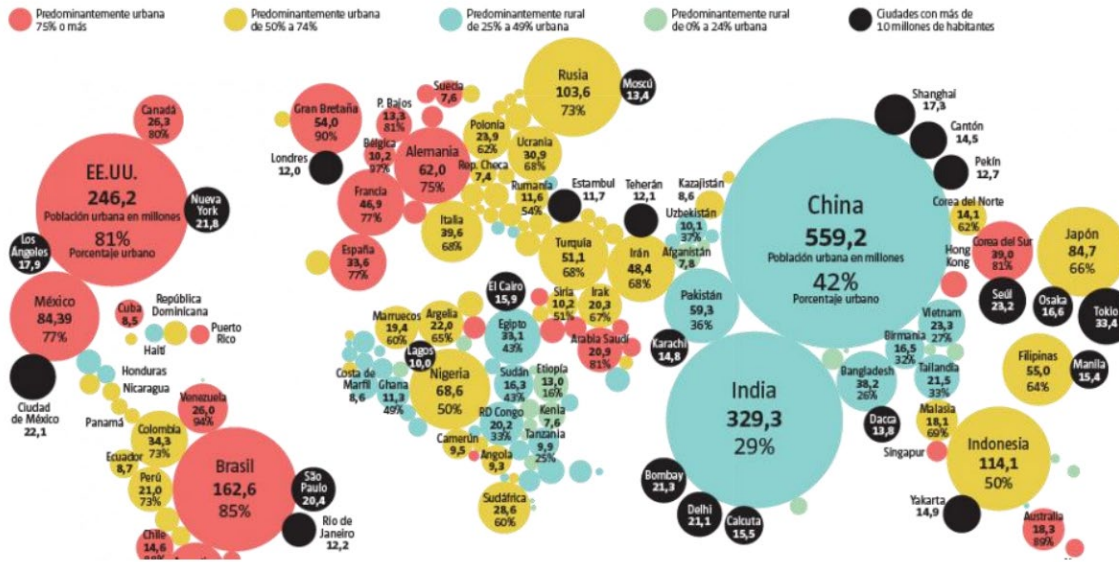 Predominantemente urbana
75% o más
Predominantemente urbana
de 50% a 74%
Predominantemente rural
de 25% a 49% urbana
Predominantemente rural
de 0% a 24% urbana
Ciudades con más de
10 millones de habitantes
Canadá
26,3
80%
EE.UU.
246,2
Población urbana en millones
81%
Porcentaje urbano
Nueva
York
21,8
Los
Ángeles
17,9
México
84,39
77%
Ciudad
de México
22,1
Cuba
8,5
República
Dominicana
Haití
Puerto
Rico
Honduras
Nicaragua
Panamá
Venezuela
26,0
94%
Colombia
34,3
73%
Ecuador
8,7
Perú
21,0
73%
Brasil
162,6
85%
São
Paulo
20,4
Río de
Janeiro
12,2
Chile
14,6
Gran Bretaña
54,0
90%
Londres
12,0
P. Bajos
13,3
81%
Suecia
7,6
Bélgica
10,2
97%
Alemania
62,0
75%
Francia
46,9
77%
España
33,6
77%
Italia
39,6
68%
Polonia
23,9
62%
Rep. Checa
7,4
Ucrania
30,9
68%
Rumanía
11,6
54%
Rusia
103,6
73%
Moscú
13,4
Estambul
11,7
Teherán
12,1
Turquía
51,1
68%
Irán
48,4
68%
Kazajistán
8,6
Uzbekistán
10,1
37%
Afganistán
7,8
Siria
10,2
51%
Irak
20,3
67%
Arabia Saudí
20,9
81%
El Cairo
15,9
Egipto
33,1
43%
Marruecos
19,4
60%
Argelia
22,0
65%
Lagos
10,0
Nigeria
68,6
50%
Costa de
Marfil
8,6
Ghana
11,3
49%
Sudán
16,3
43%
Etiopía
13,0
16%
Kenia
7,6
RD Congo
20,2
33%
Tanzania
9,9
25%
Camerún
9,5
Angola
9,3
Sudáfrica
28,6
60%
Pakistán
59,3
36%
Karachi
14,8
China
559,2
Población urbana en millones
42%
Porcentaje urbano
Shanghai
17,3
Cantón
14,5
Pekín
12,7
Corea del Norte
14,1
62%
Hong
Kong
Corea del Sur
39,0
81%
Seúl
23,2
Japón
84,7
66%
Osaka
16,6
Tokio
33,4
India
329,3
29%
Bombay
21,3
Delhi
21,1
Calcuta
15,5
Bangladesh
38,2
26%
Dacca
13,8
Birmania
16,5
32%
Vietnam
23,3
27%
Tailandia
21,5
33%
Filipinas
55,0
64%
Manila
15,4
Malasia
18,1
69%
Singapur
Indonesia
114,1
50%
Yakarta
14,9
Australia
18,3
89%